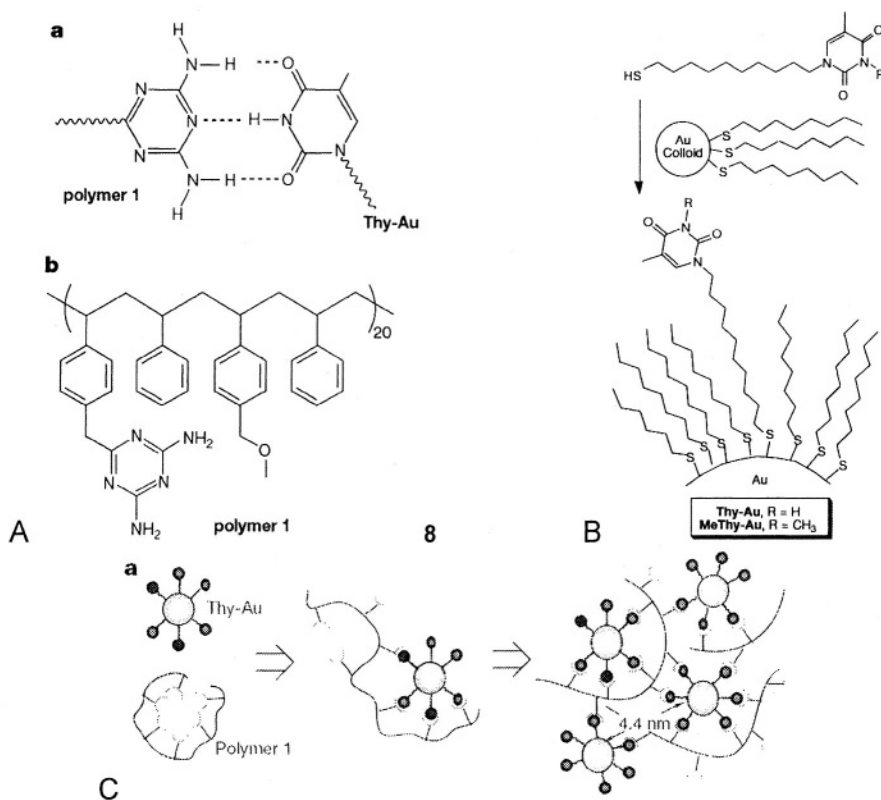 a
H
N—H
O
N
N
N
H—N
N
N
N—H
O
H
polymer 1
Thy-Au
b
20
N
NH₂
N
N
O
NH₂
polymer 1
A
8
HS
N
O
N
R
O
Au
Colloid
S
S
S
R
O
N
O
N
S
S
S
S
S
S
S
S
Au
Thy-Au, R = H
MeThy-Au, R = CH₃
B
a
Thy-Au
Polymer 1
4.4 nm
C